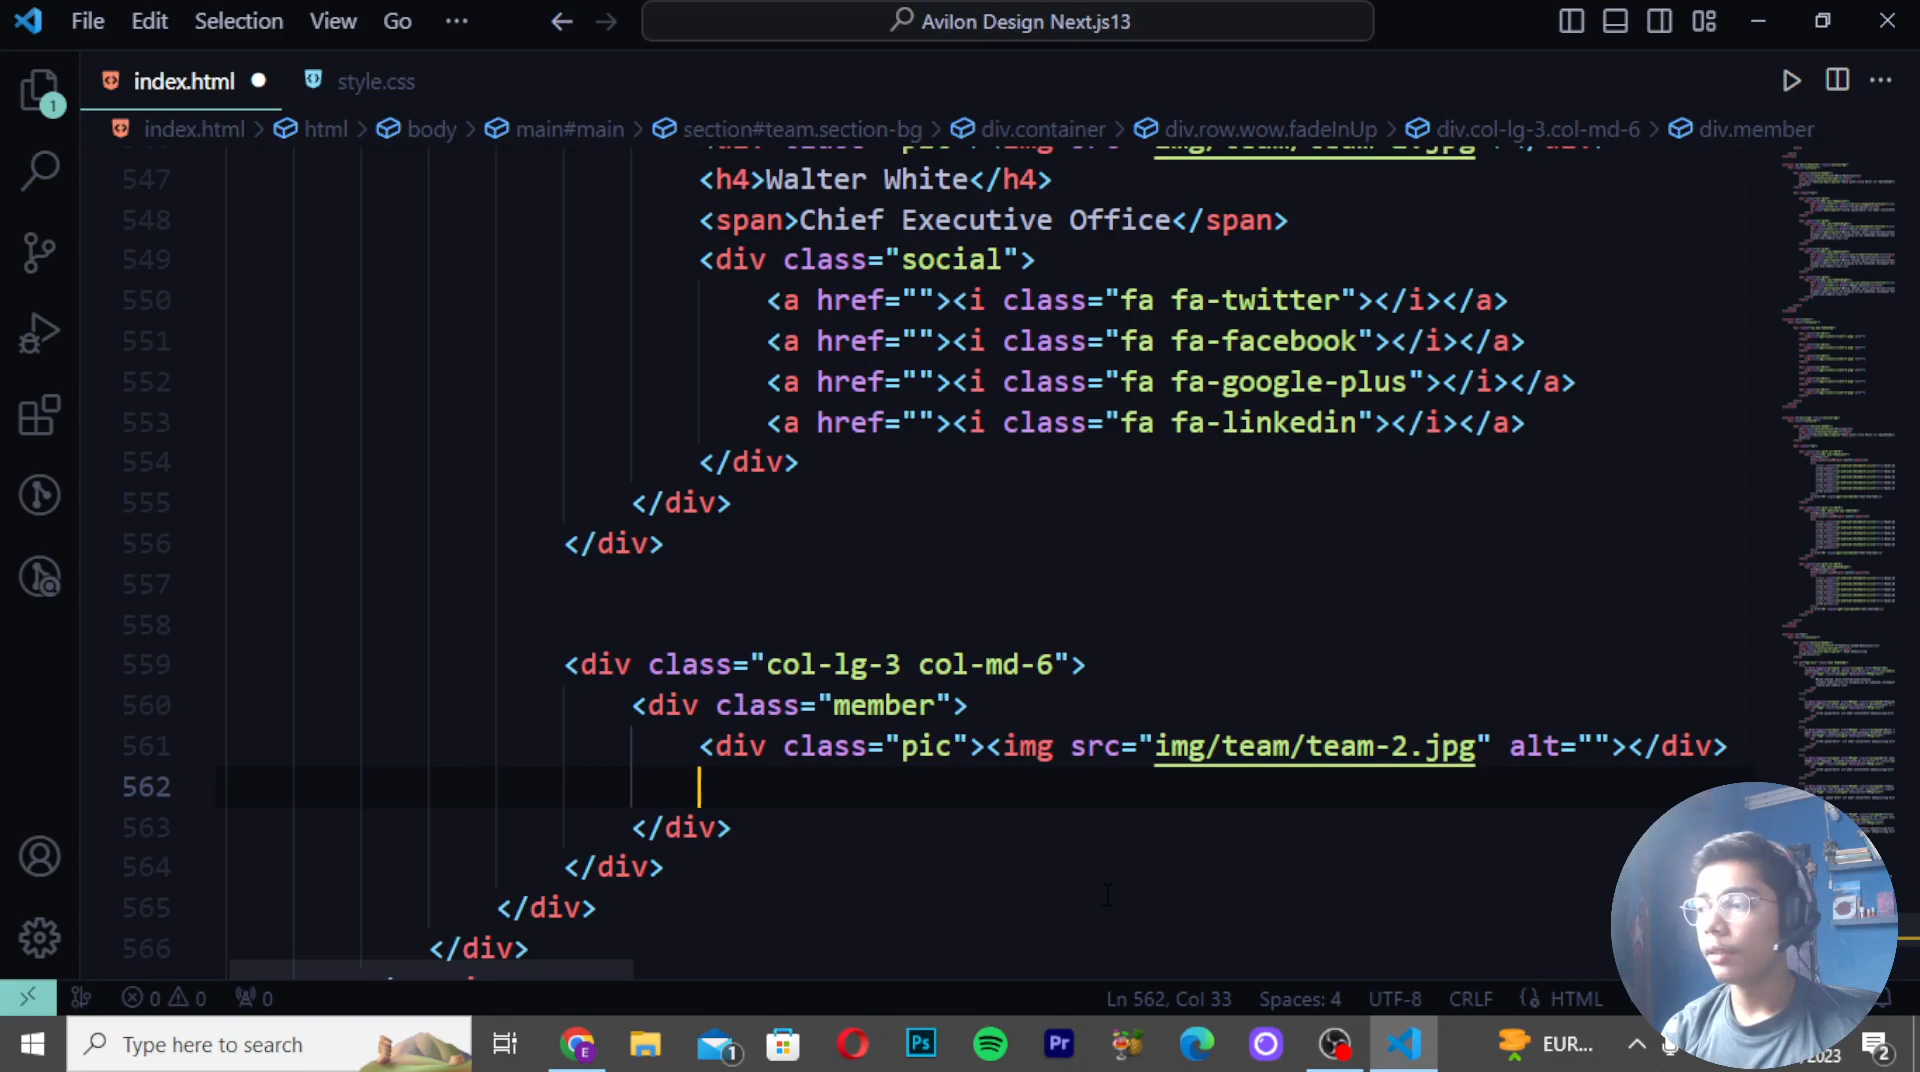 File Edit Selection View Go ··· Avilon Design Next.js13
index.html style.css
1
index.html > html > body > main#main > section#team.section-bg > div.container > div.row.wow.fadeInUp > div.col-lg-3.col-md-6 > div.member
547 <h4>Walter White</h4>
548 <span>Chief Executive Office</span>
549 <div class="social">
550 <a href=""><i class="fa fa-twitter"></i></a>
551 <a href=""><i class="fa fa-facebook"></i></a>
552 <a href=""><i class="fa fa-google-plus"></i></a>
553 <a href=""><i class="fa fa-linkedin"></i></a>
554 </div>
555 </div>
556 </div>
557
558
559 <div class="col-lg-3 col-md-6">
560 <div class="member">
561 <div class="pic"><img src="img/team/team-2.jpg" alt=""></div>
562
563 </div>
564 </div>
565 </div>
566 </div>
0 0 0 Ln 562, Col 33 Spaces: 4 UTF-8 CRLF HTML
Type here to search 1 E Ps Pr EUR... 2023 2